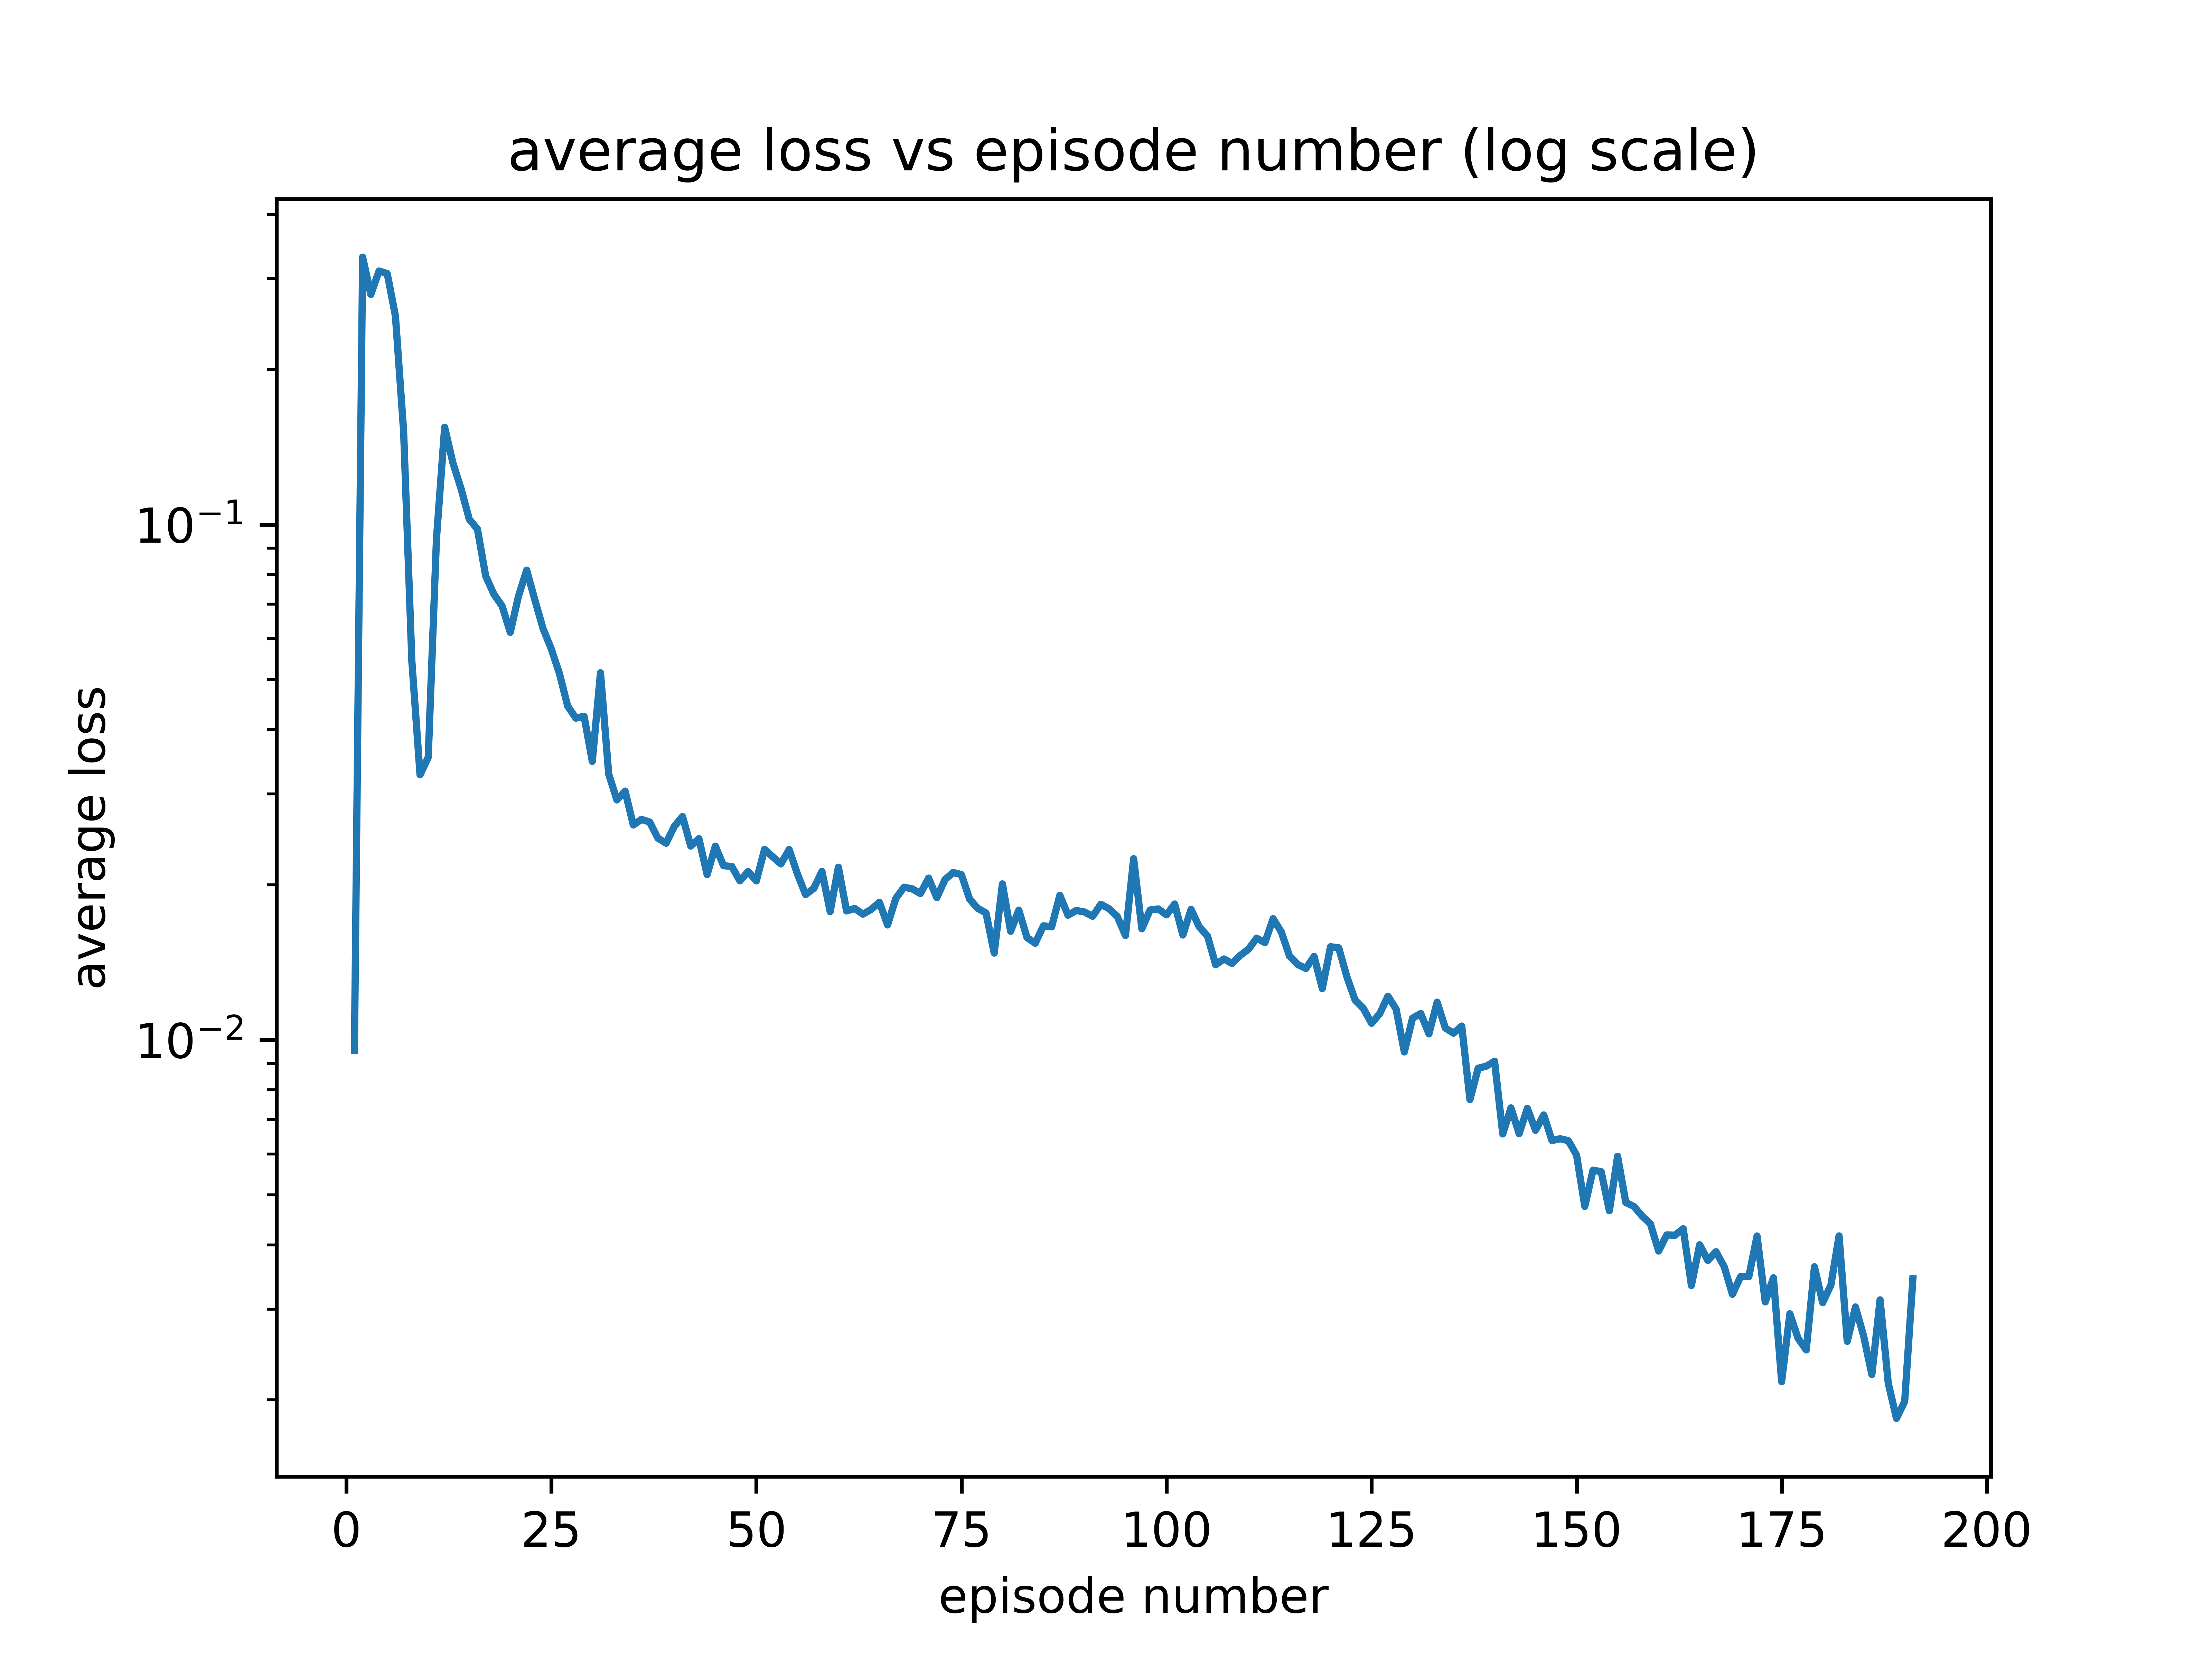 average loss vs episode number (log scale)
average loss
10⁻¹
10⁻²
0 25 50 75 100 125 150 175 200
episode number